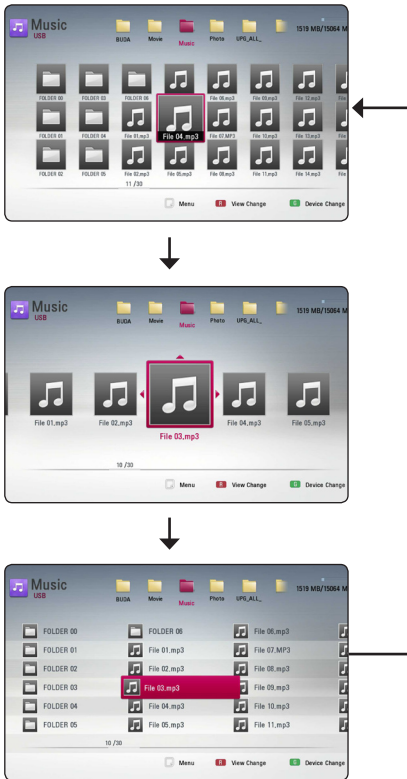 Music
USB
BUDA Movie Music Photo UPG_ALL_ 1519 MB/15064 M
FOLDER 00 FOLDER 03 FOLDER 06 File 06.mp3 File 09.mp3 File 12.mp3 File
FOLDER 01 FOLDER 04 File 01.mp3 File 04.mp3 File 07.MP3 File 10.mp3 File 13.mp3 File
FOLDER 02 FOLDER 05 File 02.mp3 File 05.mp3 File 08.mp3 File 11.mp3 File 14.mp3 File
11 /30
Menu R View Change G Device Change
Music
USB
BUDA Movie Music Photo UPG_ALL_ 1519 MB/15064 M
File 01.mp3 File 02.mp3 File 03.mp3 File 04.mp3 File 05.mp3
10 /30
Menu R View Change G Device Change
Music
USB
BUDA Movie Music Photo UPG_ALL_ 1519 MB/15064 M
FOLDER 00 FOLDER 06 File 06.mp3
FOLDER 01 File 01.mp3 File 07.MP3
FOLDER 02 File 02.mp3 File 08.mp3
FOLDER 03 File 03.mp3 File 09.mp3
FOLDER 04 File 04.mp3 File 10.mp3
FOLDER 05 File 05.mp3 File 11.mp3
10 /30
Menu R View Change G Device Change